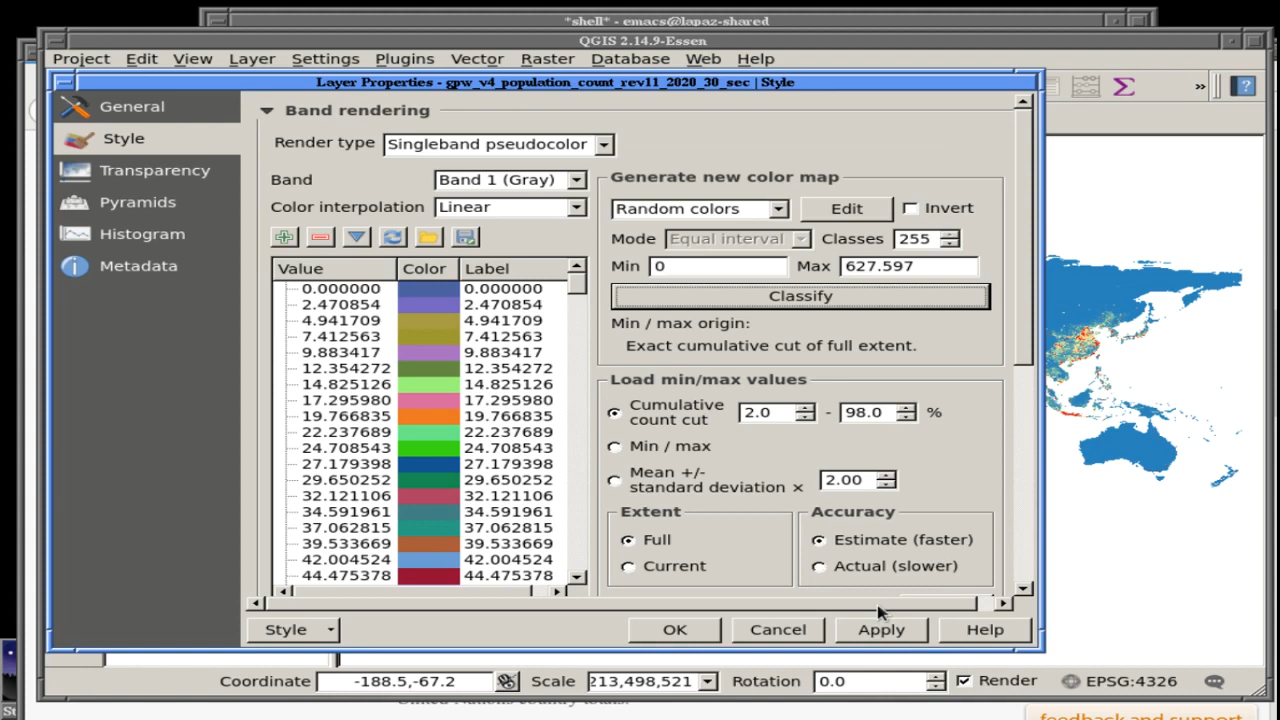 *shell* - emacs@lapaz-shared
QGIS 2.14.9-Essen
Project Edit View Layer Settings Plugins Vector Raster Database Web Help
Layer Properties - gpw_v4_population_count_rev11_2020_30_sec | Style
General
Style
Transparency
Pyramids
Histogram
Metadata
Band rendering
Render type Singleband pseudocolor
Band Band 1 (Gray)
Color interpolation Linear
Value Color Label
0.000000 0.000000
2.470854 2.470854
4.941709 4.941709
7.412563 7.412563
9.883417 9.883417
12.354272 12.354272
14.825126 14.825126
17.295980 17.295980
19.766835 19.766835
22.237689 22.237689
24.708543 24.708543
27.179398 27.179398
29.650252 29.650252
32.121106 32.121106
34.591961 34.591961
37.062815 37.062815
39.533669 39.533669
42.004524 42.004524
44.475378 44.475378
Generate new color map
Random colors Edit Invert
Mode Equal interval Classes 255
Min 0 Max 627.597
Classify
Min / max origin:
Exact cumulative cut of full extent.
Load min/max values
Cumulative
count cut 2.0 - 98.0 %
Min / max
Mean +/-
standard deviation × 2.00
Extent
Full
Current
Accuracy
Estimate (faster)
Actual (slower)
Style OK Cancel Apply Help
Coordinate -188.5,-67.2 Scale 213,498,521 Rotation 0.0 Render EPSG:4326
feedback and support